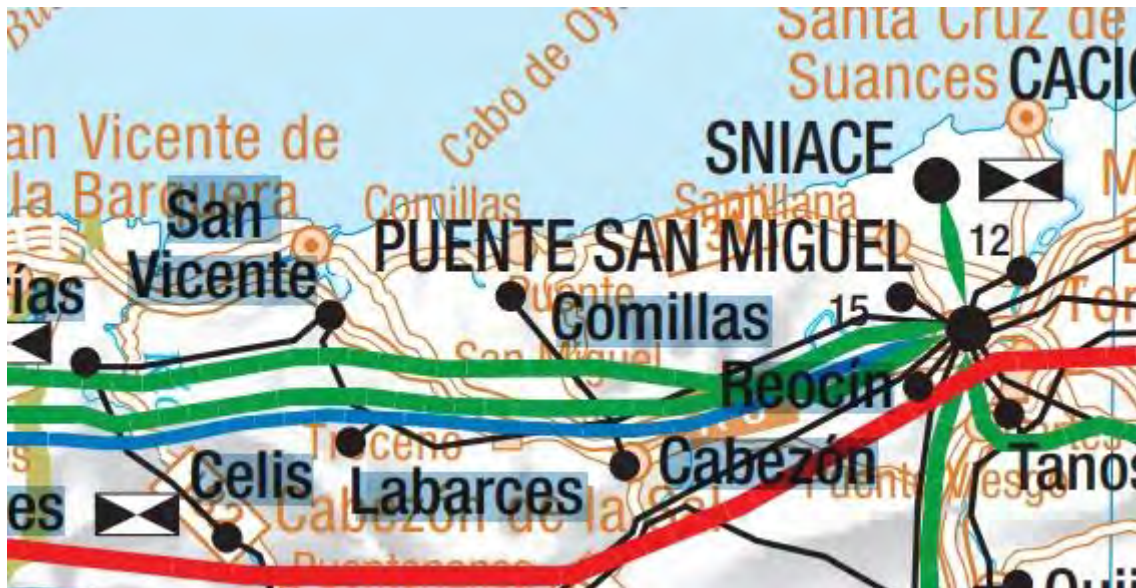 Santa Cruz de
Cabo de Oy
Suances
SNIACE
an Vicente de
la Barquera
San
Vicente
Comillas
Santillana
PUENTE SAN MIGUEL
12
rías
Puente
San Miguel
Comillas
15
Reocín
Treceño
Celis
Labarces
Cabezón
Tanos
Puente Viesgo
es
Cabezón de la Sal